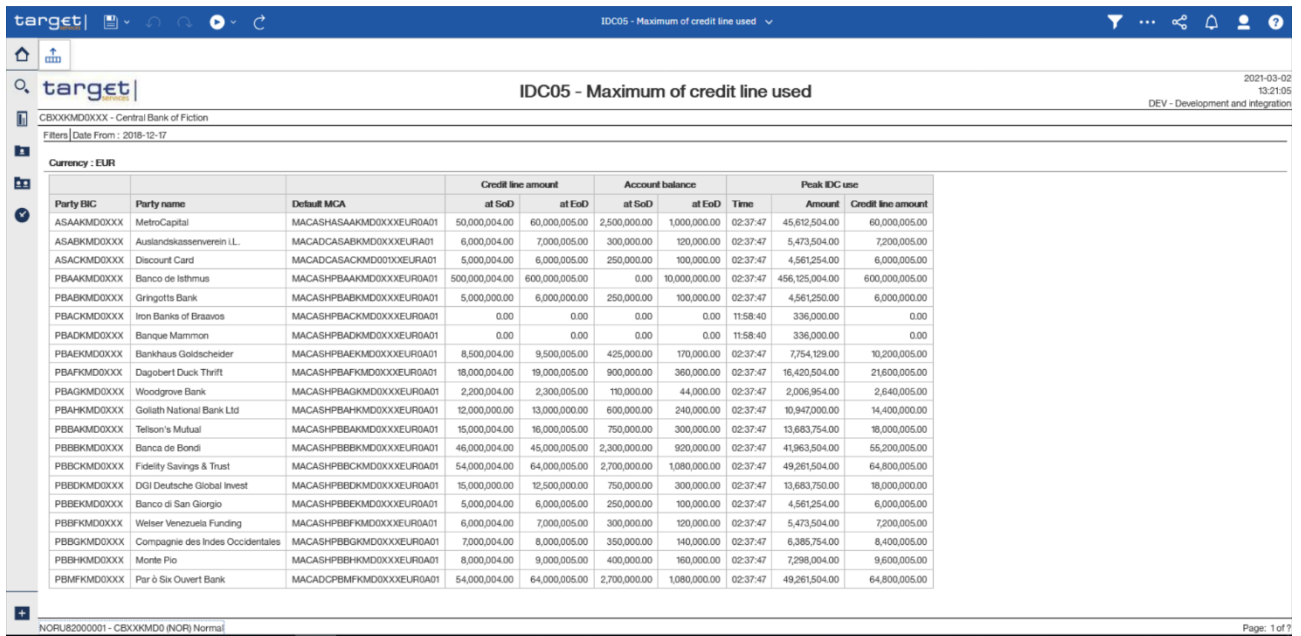 target| services IDC05 - Maximum of credit line used
target| services IDC05 - Maximum of credit line used 2021-03-02
13:21:05
DEV - Development and integration
CBXXKMD0XXX - Central Bank of Fiction
Filters Date From : 2018-12-17
Currency : EUR
Credit line amount Account balance Peak IDC use
Party BIC Party name Default MCA at SoD at EoD at SoD at EoD Time Amount Credit line amount
ASAAKMD0XXX MetroCapital MACASHASAAKMD0XXXEUR0A01 50,000,004.00 60,000,005.00 2,500,000.00 1,000,000.00 02:37:47 45,612,504.00 60,000,005.00
ASABKMD0XXX Auslandskassenverein i.L. MACADCASABKMD0XXXEURA01 6,000,004.00 7,000,005.00 300,000.00 120,000.00 02:37:47 5,473,504.00 7,200,005.00
ASACKMD0XXX Discount Card MACADCASACKMD001XXEURA01 5,000,004.00 6,000,005.00 250,000.00 100,000.00 02:37:47 4,561,254.00 6,000,005.00
PBAAKMD0XXX Banco de Isthmus MACASHPBAAKMD0XXXEUR0A01 500,000,004.00 600,000,005.00 0.00 10,000,000.00 02:37:47 456,125,004.00 600,000,005.00
PBABKMD0XXX Gringotts Bank MACASHPBABKMD0XXXEUR0A01 5,000,000.00 6,000,000.00 250,000.00 100,000.00 02:37:47 4,561,250.00 6,000,000.00
PBACKMD0XXX Iron Banks of Braavos MACASHPBACKMD0XXXEUR0A01 0.00 0.00 0.00 0.00 11:58:40 336,000.00 0.00
PBADKMD0XXX Banque Mammon MACASHPBADKMD0XXXEUR0A01 0.00 0.00 0.00 0.00 11:58:40 336,000.00 0.00
PBAEKMD0XXX Bankhaus Goldscheider MACASHPBAEKMD0XXXEUR0A01 8,500,004.00 9,500,005.00 425,000.00 170,000.00 02:37:47 7,754,129.00 10,200,005.00
PBAFKMD0XXX Dagobert Duck Thrift MACASHPBAFKMD0XXXEUR0A01 18,000,004.00 19,000,005.00 900,000.00 360,000.00 02:37:47 16,420,504.00 21,600,005.00
PBAGKMD0XXX Woodgrove Bank MACASHPBAGKMD0XXXEUR0A01 2,200,004.00 2,300,005.00 110,000.00 44,000.00 02:37:47 2,006,954.00 2,640,005.00
PBAHKMD0XXX Goliath National Bank Ltd MACASHPBAHKMD0XXXEUR0A01 12,000,000.00 13,000,000.00 600,000.00 240,000.00 02:37:47 10,947,000.00 14,400,000.00
PBBAKMD0XXX Tellson's Mutual MACASHPBBAKMD0XXXEUR0A01 15,000,004.00 16,000,005.00 750,000.00 300,000.00 02:37:47 13,683,754.00 18,000,005.00
PBBBKMD0XXX Banca de Bondi MACASHPBBBKMD0XXXEUR0A01 46,000,004.00 45,000,005.00 2,300,000.00 920,000.00 02:37:47 41,963,504.00 55,200,005.00
PBBCKMD0XXX Fidelity Savings & Trust MACASHPBBCKMD0XXXEUR0A01 54,000,004.00 64,000,005.00 2,700,000.00 1,080,000.00 02:37:47 49,261,504.00 64,800,005.00
PBBDKMD0XXX DGI Deutsche Global Invest MACASHPBBDKMD0XXXEUR0A01 15,000,000.00 12,500,000.00 750,000.00 300,000.00 02:37:47 13,683,750.00 18,000,000.00
PBBEKMD0XXX Banco di San Giorgio MACASHPBBEKMD0XXXEUR0A01 5,000,004.00 6,000,005.00 250,000.00 100,000.00 02:37:47 4,561,254.00 6,000,005.00
PBBFKMD0XXX Welser Venezuela Funding MACASHPBBFKMD0XXXEUR0A01 6,000,004.00 7,000,005.00 300,000.00 120,000.00 02:37:47 5,473,504.00 7,200,005.00
PBBGKMD0XXX Compagnie des Indes Occidentales MACASHPBBGKMD0XXXEUR0A01 7,000,004.00 8,000,005.00 350,000.00 140,000.00 02:37:47 6,385,754.00 8,400,005.00
PBBHKMD0XXX Monte Pio MACASHPBBHKMD0XXXEUR0A01 8,000,004.00 9,000,005.00 400,000.00 160,000.00 02:37:47 7,298,004.00 9,600,005.00
PBMFKMD0XXX Par ò Six Ouvert Bank MACADCPBMFKMD0XXXEUR0A01 54,000,004.00 64,000,005.00 2,700,000.00 1,080,000.00 02:37:47 49,261,504.00 64,800,005.00
NORU82000001 - CBXXKMD0 (NOR) Normal Page: 1 of ?